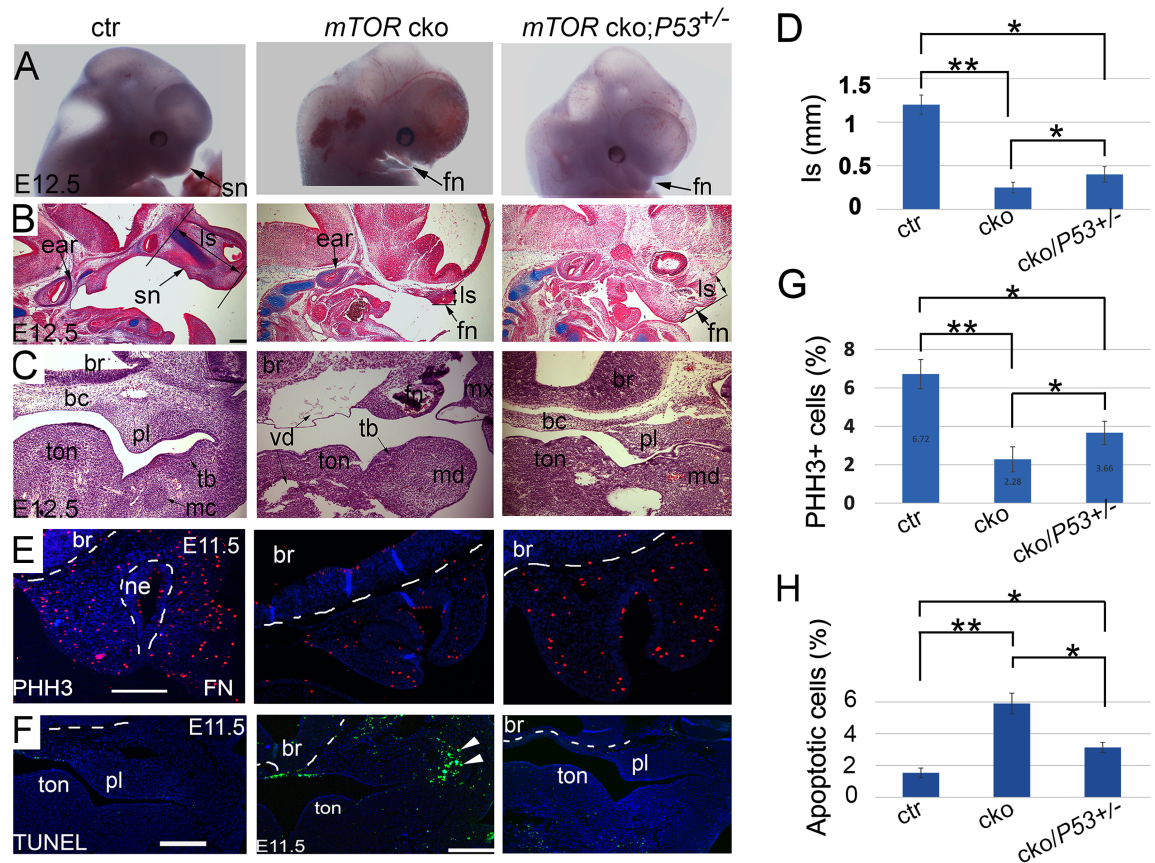 ctr
mTOR cko
mTOR cko;P53+/-
A
E12.5
sn
fn
fn
B
E12.5
ear
ls
sn
ear
ls
fn
ls
fn
C
E12.5
br
bc
pl
ton
tb
mc
br
fn
mx
vd
tb
ton
md
br
bc
pl
ton
md
E
br
E11.5
ne
PHH3
FN
br
br
F
E11.5
ton
pl
TUNEL
br
ton
E11.5
br
ton
pl
D
ls (mm)
1.5
1
0.5
0
*
**
*
ctr
cko
cko/P53+/-
G
PHH3+ cells (%)
8
6
4
2
0
*
**
*
6.72
2.28
3.66
ctr
cko
cko/P53+/-
H
Apoptotic cells (%)
6
4
2
0
*
**
*
ctr
cko
cko/P53+/-